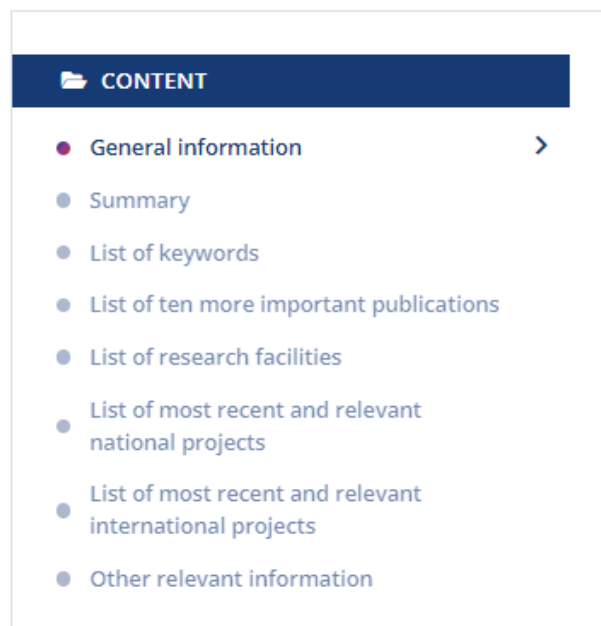 CONTENT
General information
Summary
List of keywords
List of ten more important publications
List of research facilities
List of most recent and relevant
national projects
List of most recent and relevant
international projects
Other relevant information